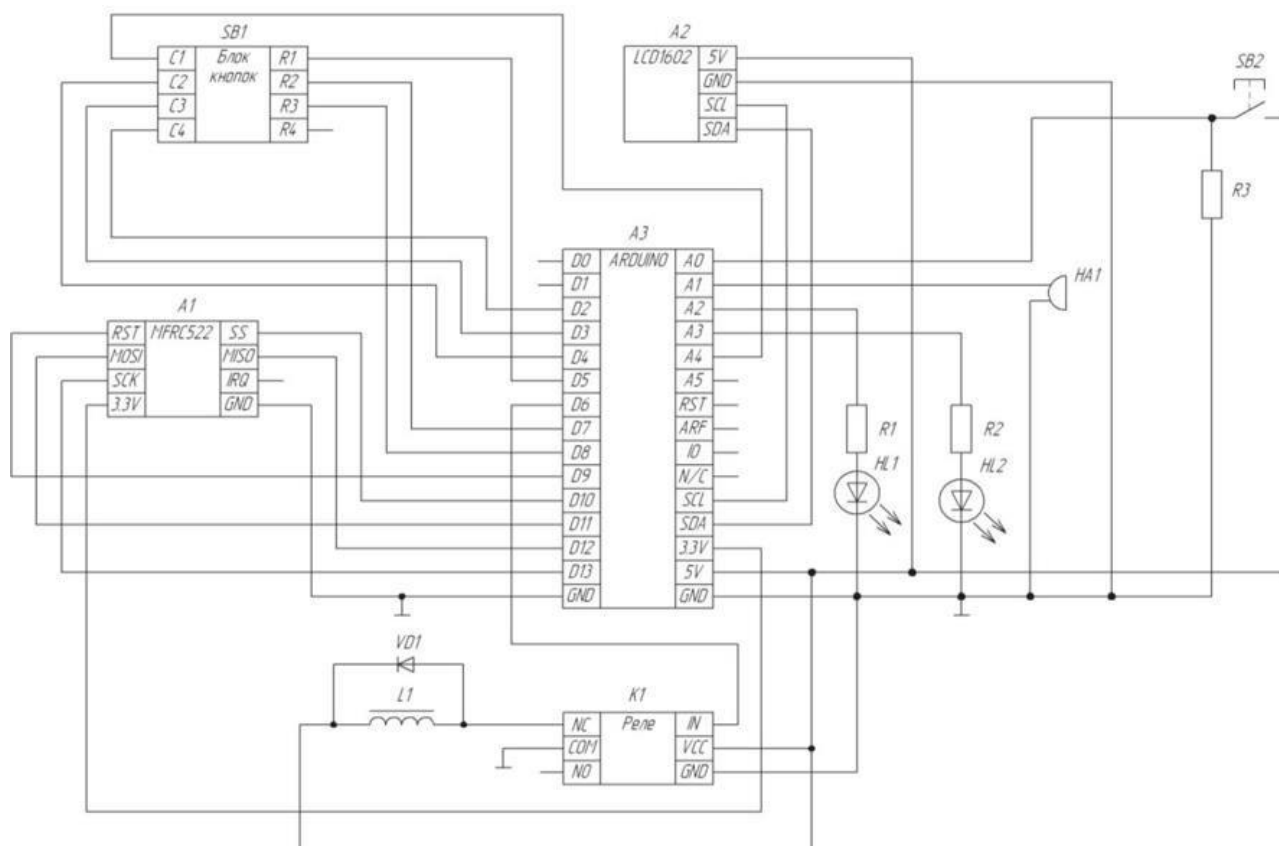 SB1
C1 Блок кнопок R1
C2 R2
C3 R3
C4 R4
A2
LCD1602 5V
GND
SCL
SDA
SB2
R3
A3
D0 ARDUINO A0
D1 A1
D2 A2
D3 A3
D4 A4
D5 A5
D6 RST
D7 ARF
D8 IO
D9 N/C
D10 SCL
D11 SDA
D12 3.3V
D13 5V
GND GND
HA1
A1
RST MFRC522 SS
MOSI MISO
SCK IRQ
3.3V GND
R1
HL1
R2
HL2
VD1
L1
K1
NC Реле IN
COM VCC
NO GND